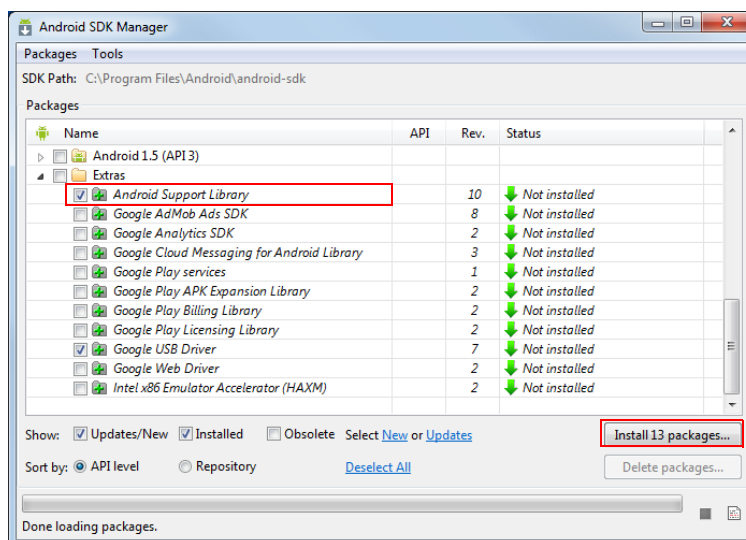 Android SDK Manager
Packages Tools
SDK Path: C:\Program Files\Android\android-sdk
Packages
Name API Rev. Status
Android 1.5 (API 3)
Extras
Android Support Library 10 Not installed
Google AdMob Ads SDK 8 Not installed
Google Analytics SDK 2 Not installed
Google Cloud Messaging for Android Library 3 Not installed
Google Play services 1 Not installed
Google Play APK Expansion Library 2 Not installed
Google Play Billing Library 2 Not installed
Google Play Licensing Library 2 Not installed
Google USB Driver 7 Not installed
Google Web Driver 2 Not installed
Intel x86 Emulator Accelerator (HAXM) 2 Not installed
Show: Updates/New Installed Obsolete Select New or Updates Install 13 packages...
Sort by: API level Repository Deselect All Delete packages...
Done loading packages.